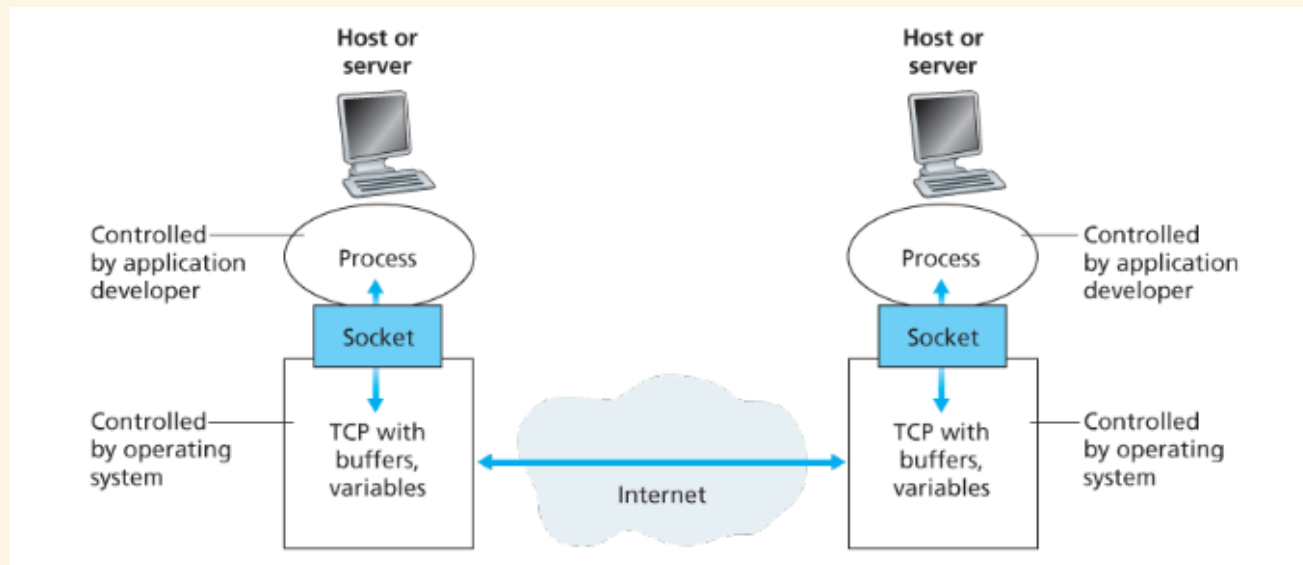 Host or
server
Host or
server
Controlled
by application
developer
Process
Process
Controlled
by application
developer
Socket
Socket
Controlled
by operating
system
TCP with
buffers,
variables
Internet
TCP with
buffers,
variables
Controlled
by operating
system